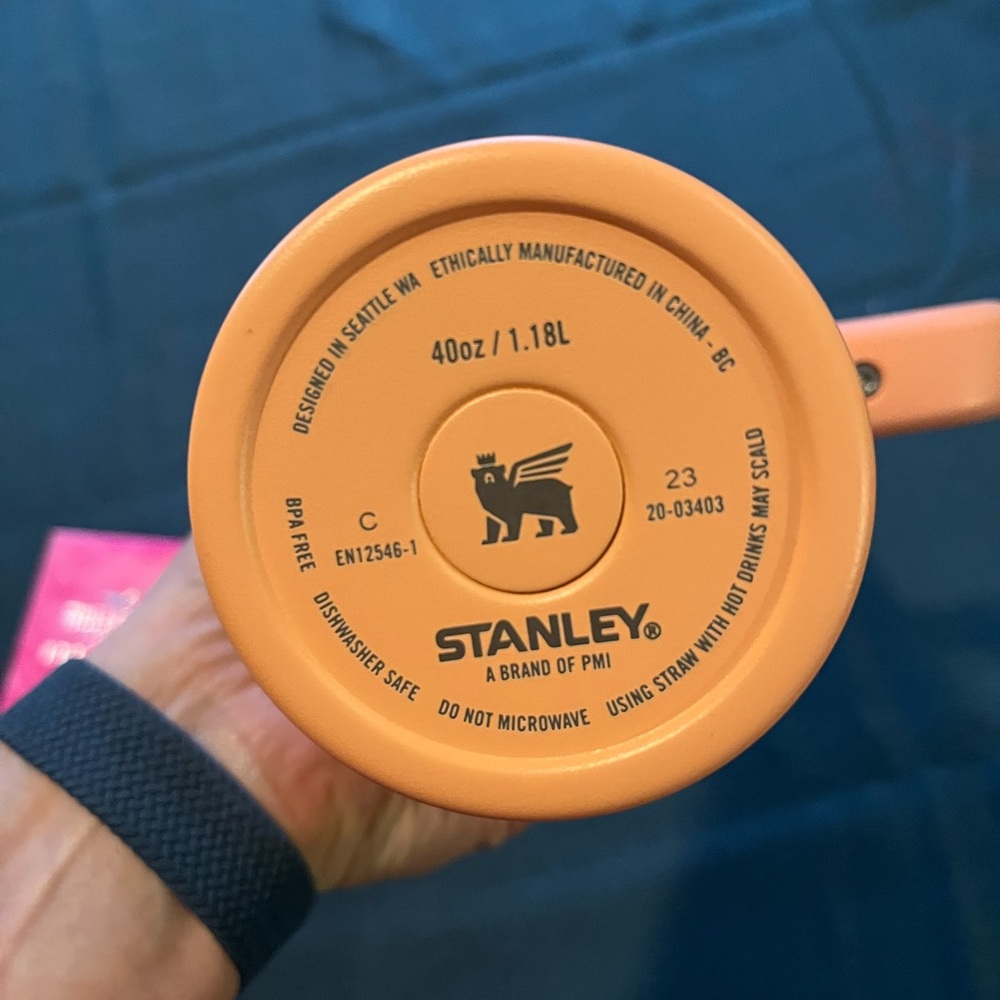 DESIGNED IN SEATTLE WA
ETHICALLY MANUFACTURED IN CHINA - BC
40oz / 1.18L
C
EN12546-1
23
20-03403
STANLEY®
A BRAND OF PMI
BPA FREE
DISHWASHER SAFE
DO NOT MICROWAVE
USING STRAW WITH HOT DRINKS MAY SCALD